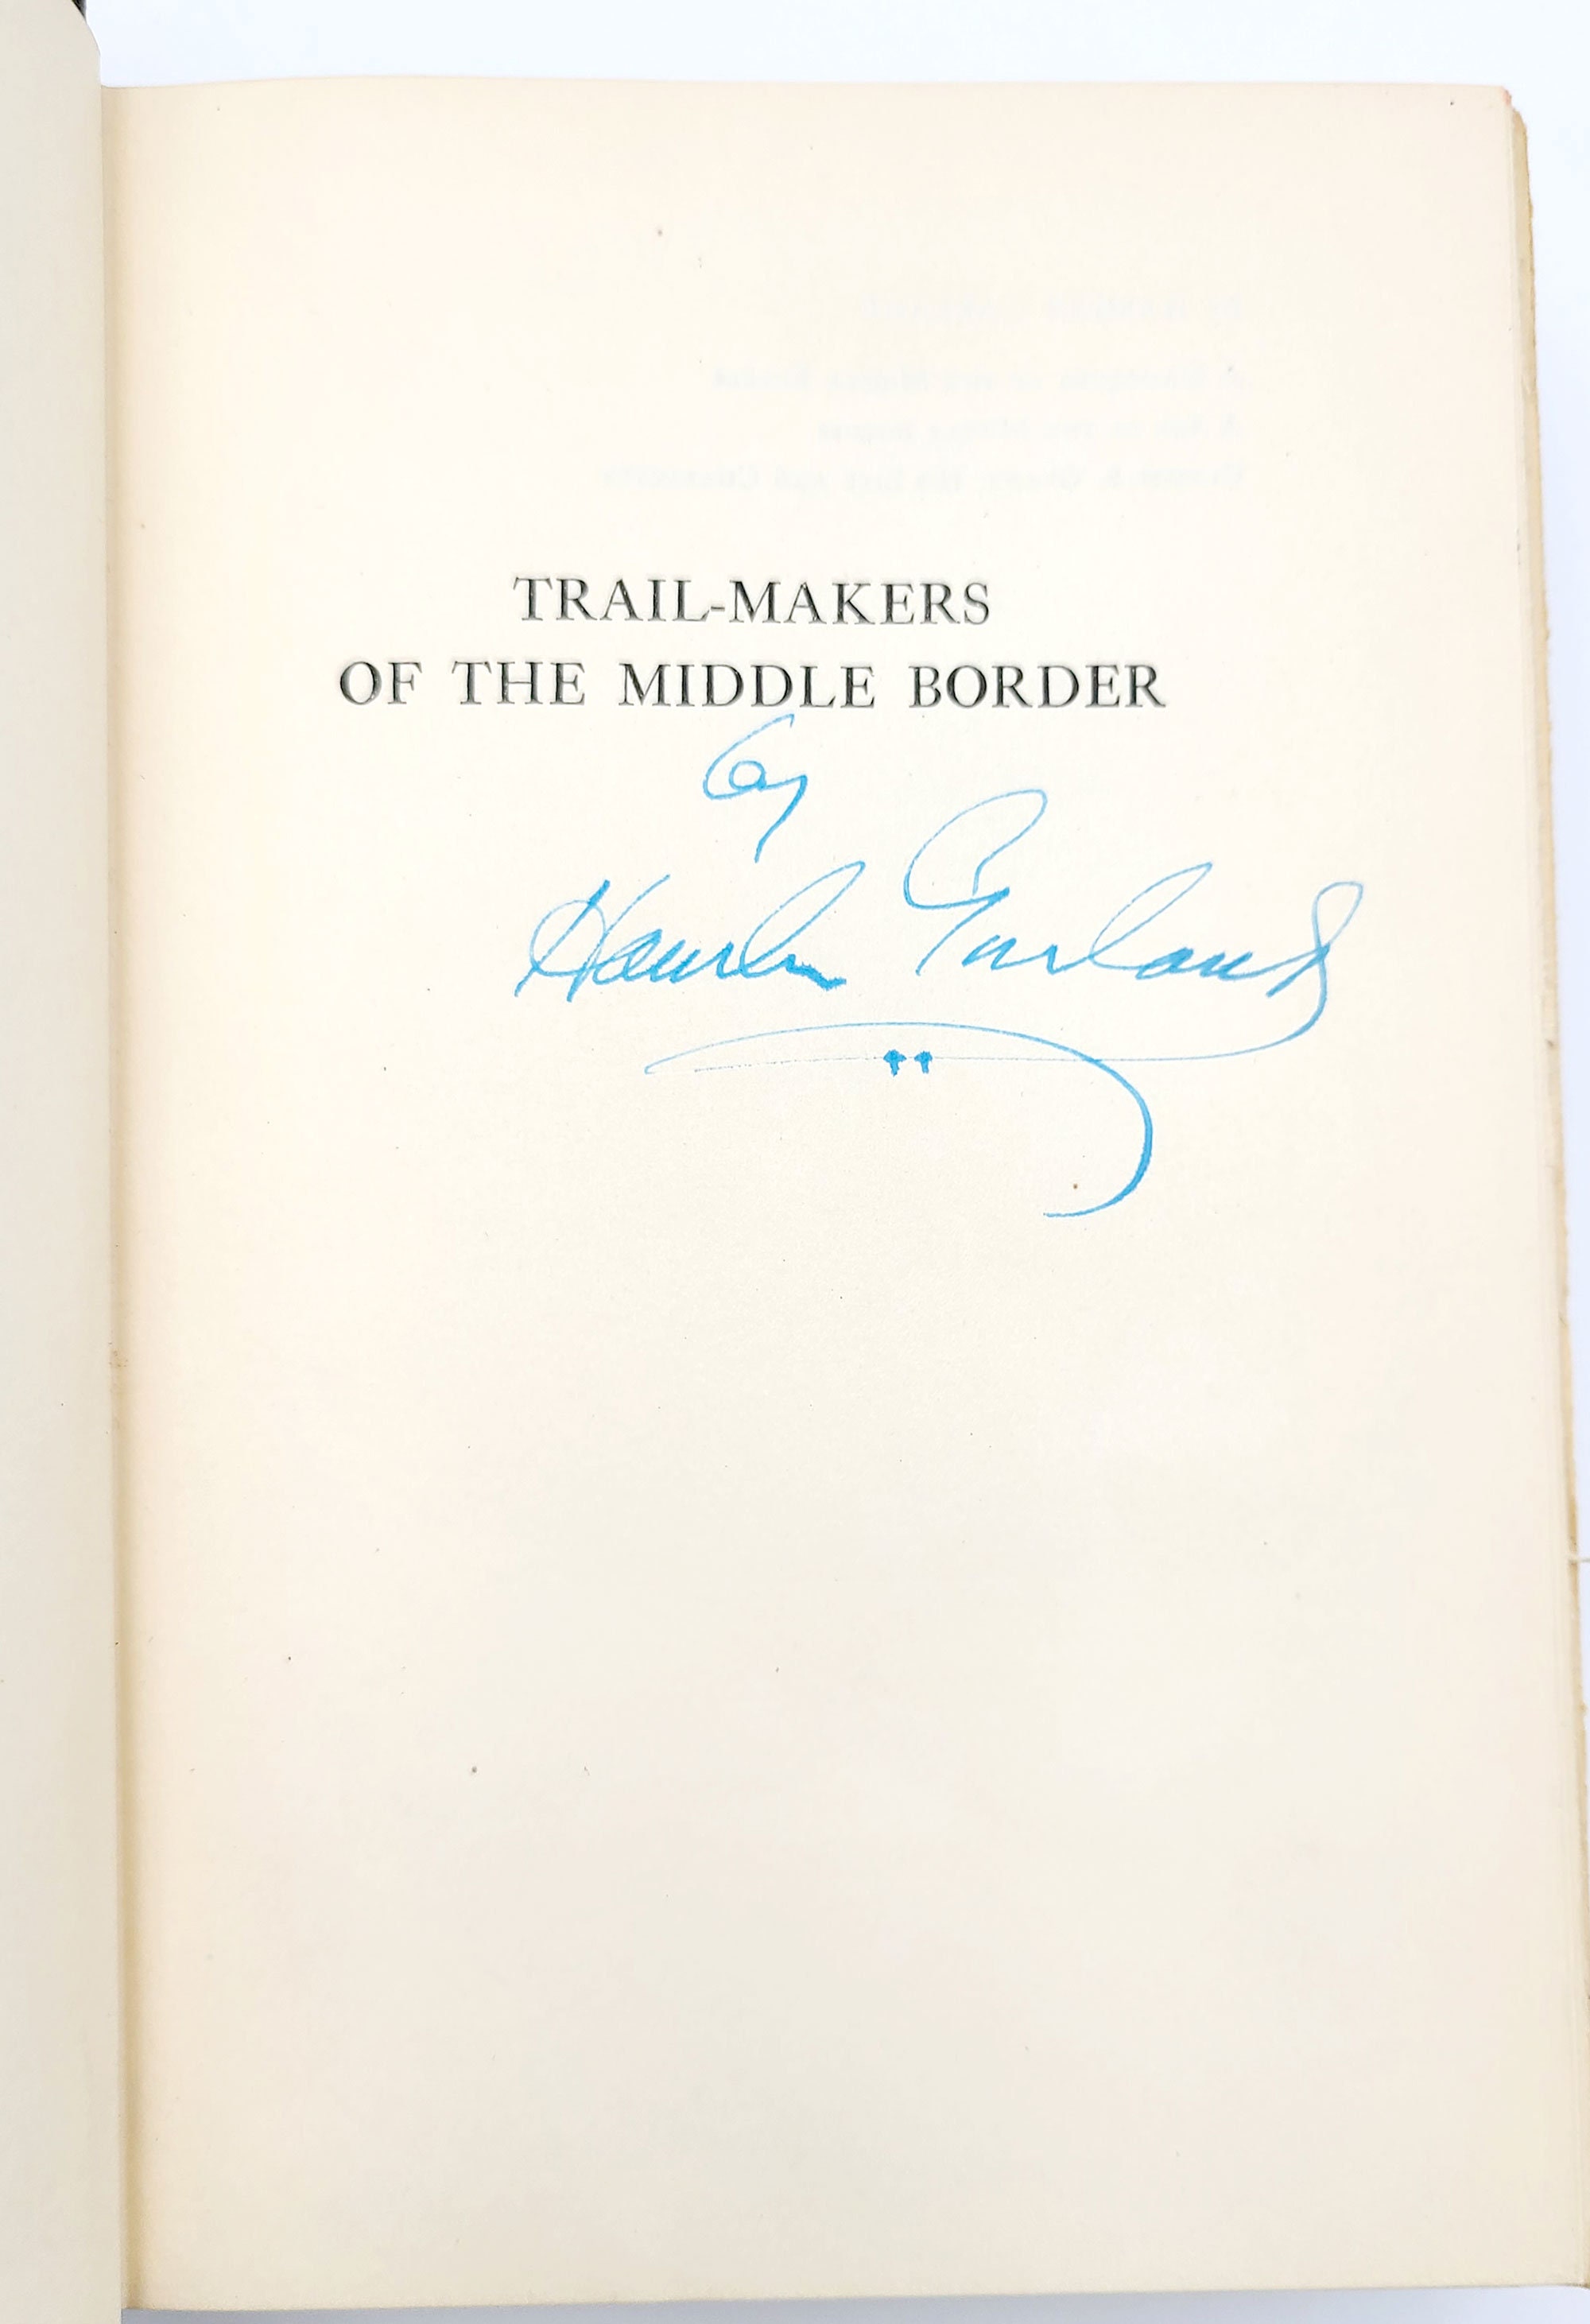 TRAIL-MAKERS
OF THE MIDDLE BORDER
by
Hamlin Garland